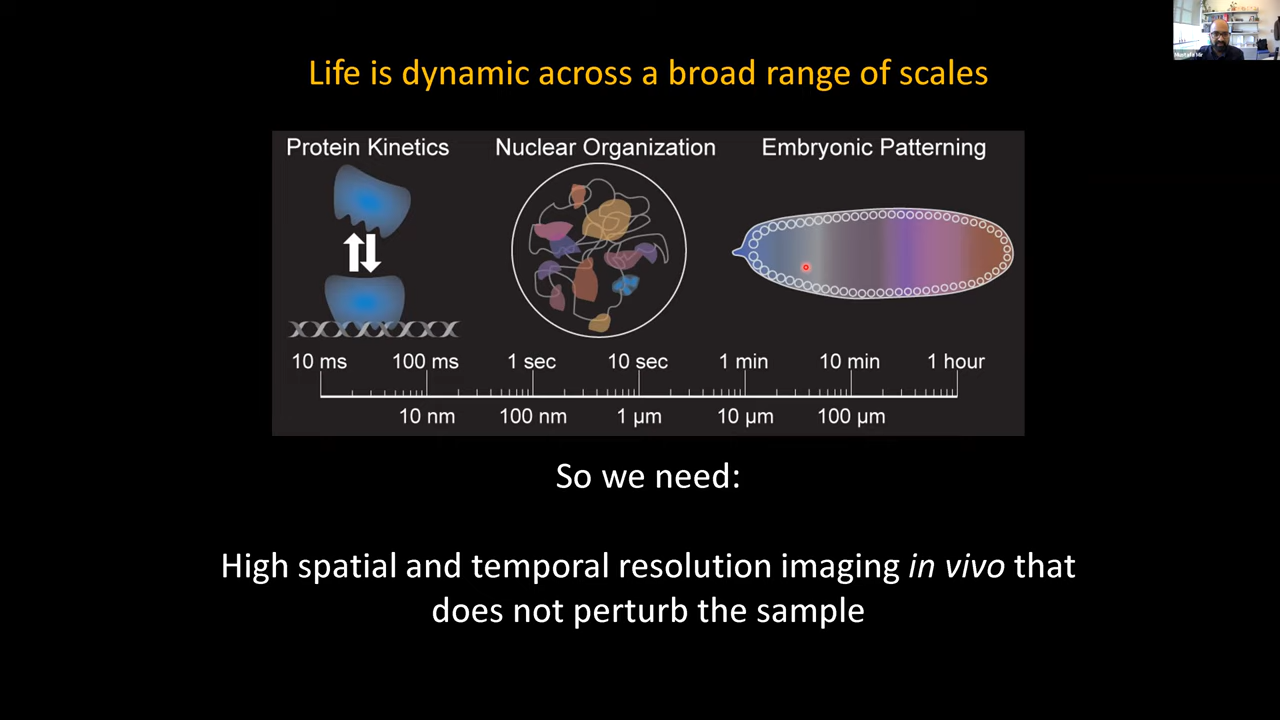 Mustafa Mir
Life is dynamic across a broad range of scales
Protein Kinetics Nuclear Organization Embryonic Patterning
10 ms 100 ms 1 sec 10 sec 1 min 10 min 1 hour
10 nm 100 nm 1 µm 10 µm 100 µm
So we need:
High spatial and temporal resolution imaging in vivo that
does not perturb the sample